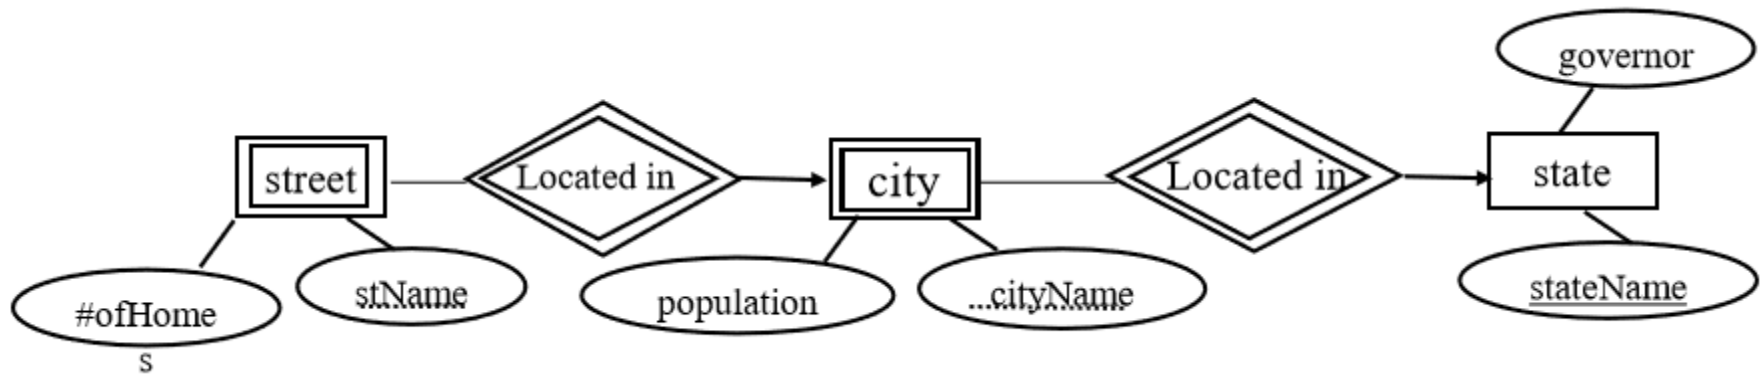 governor
street
Located in
city
Located in
state
#ofHome
s
stName
population
...cityName
stateName